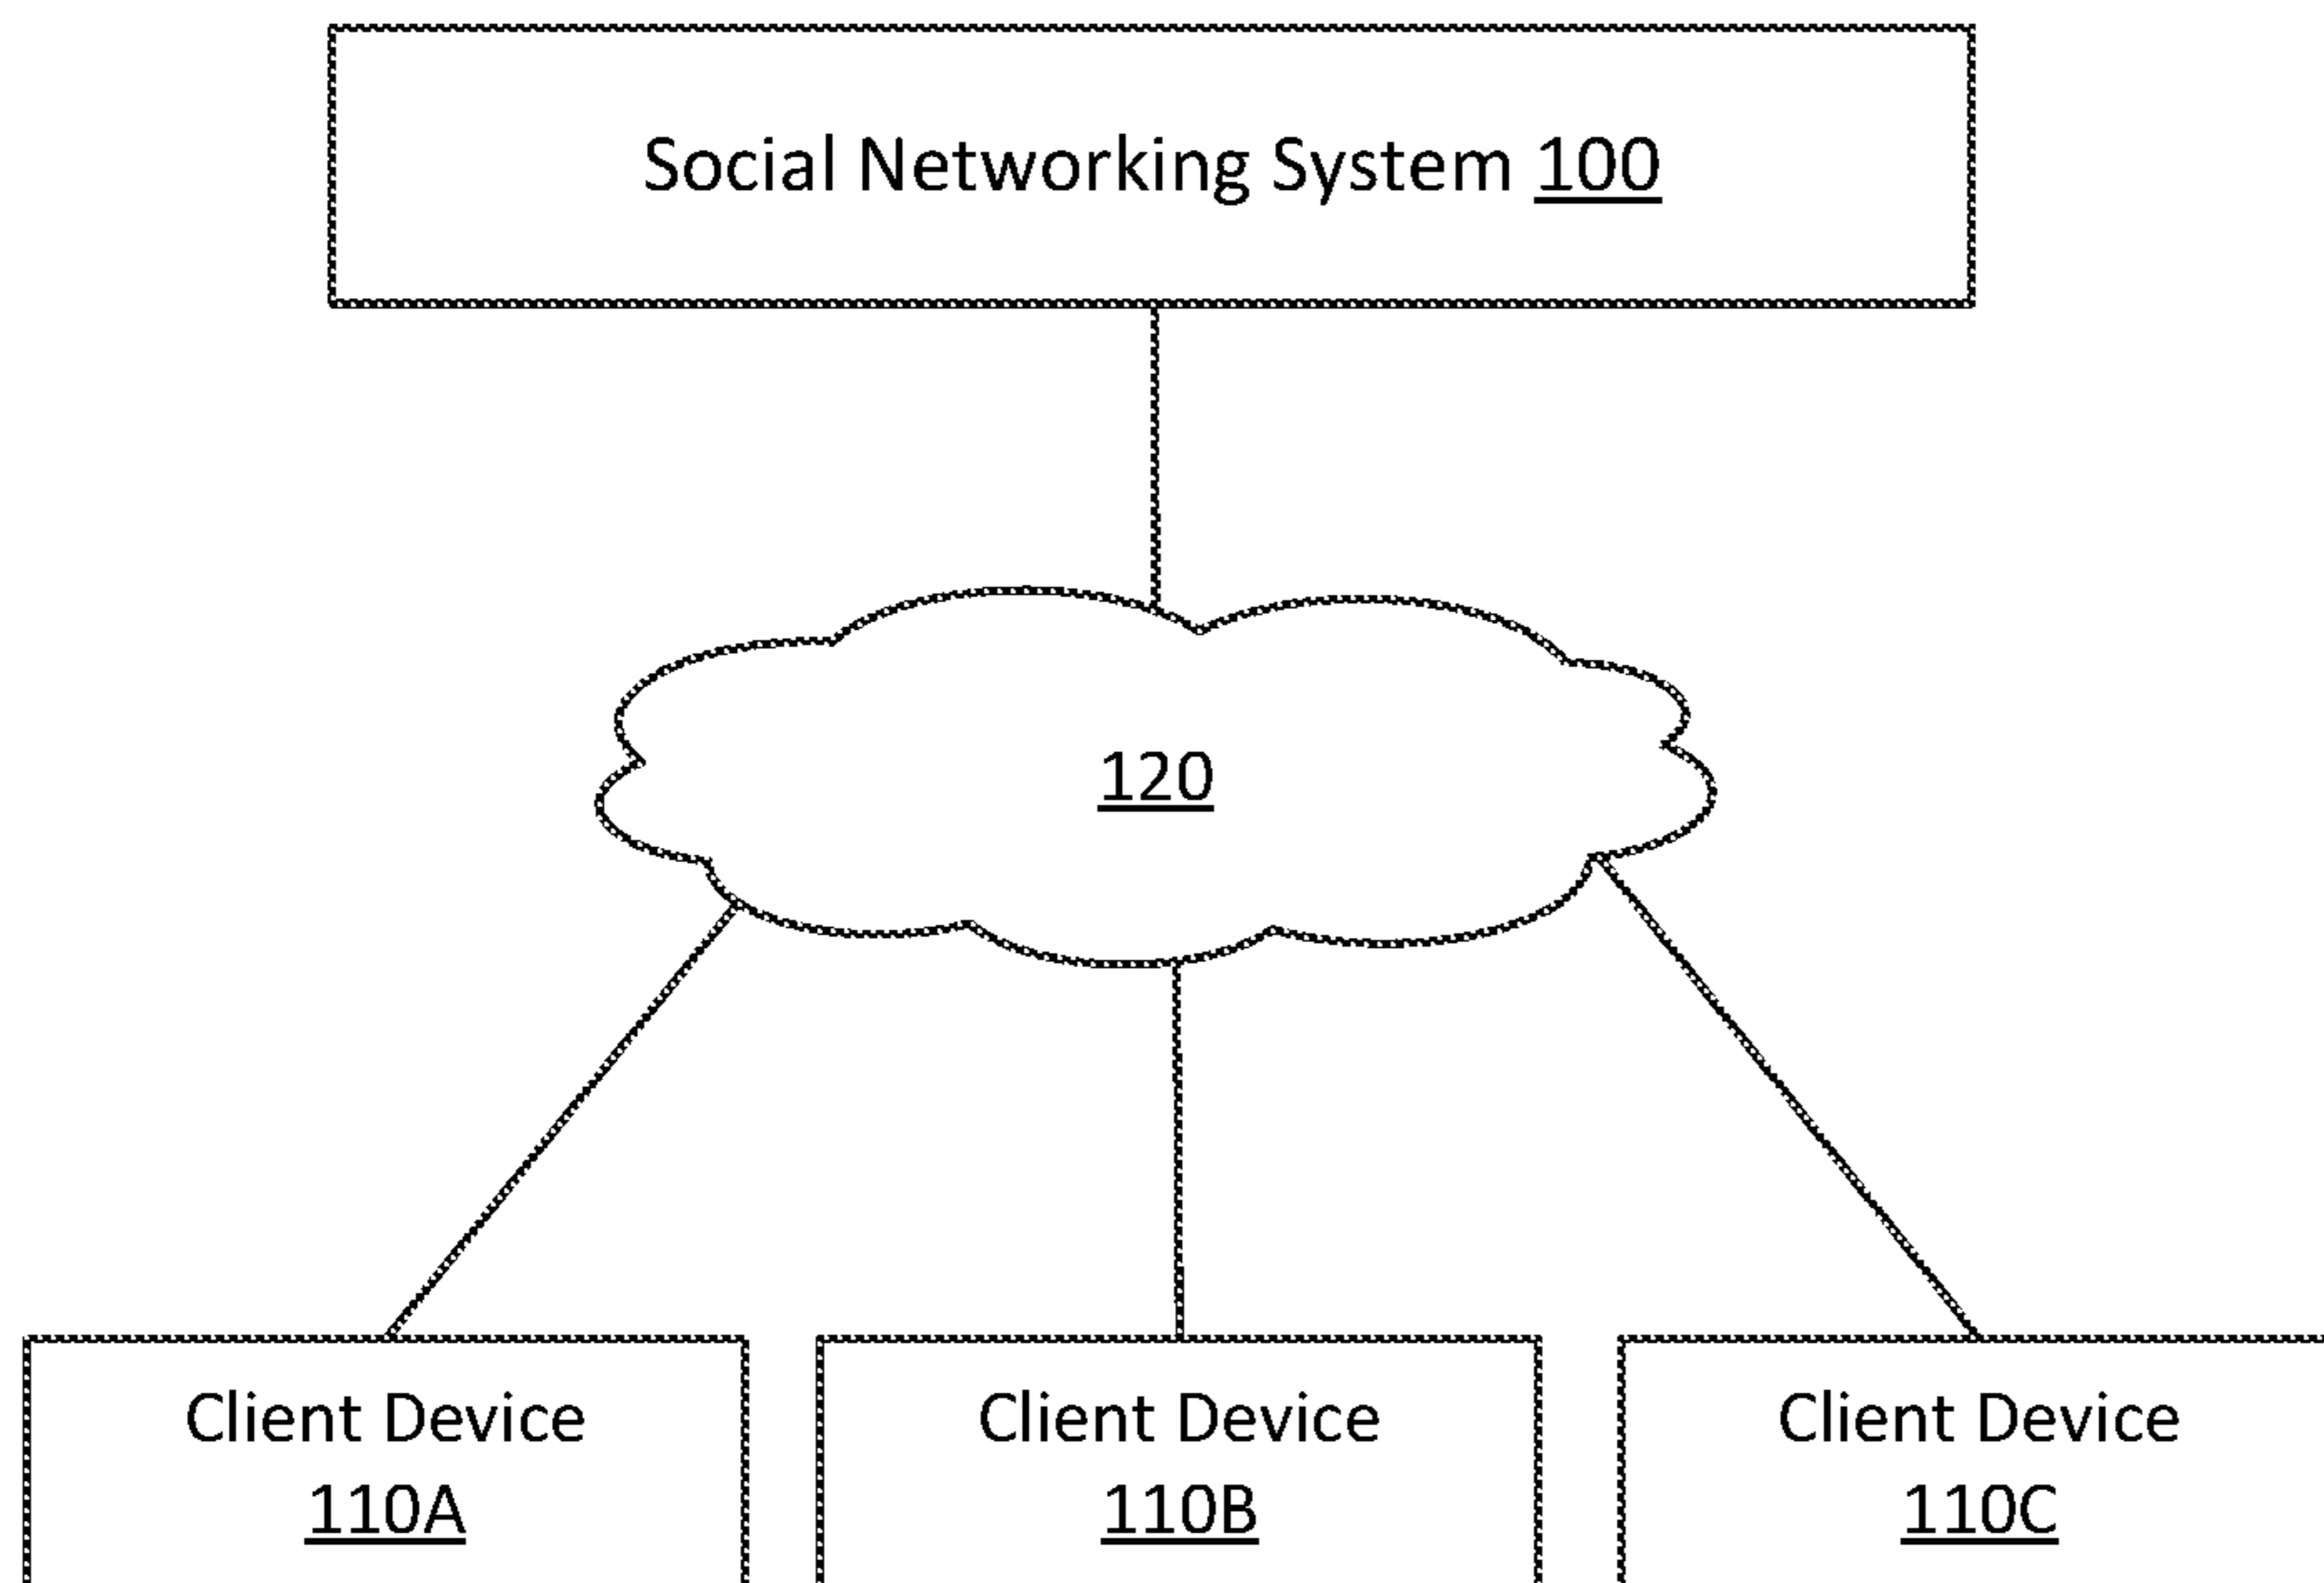 Social Networking System 100
120
Client Device
110A
Client Device
110B
Client Device
110C